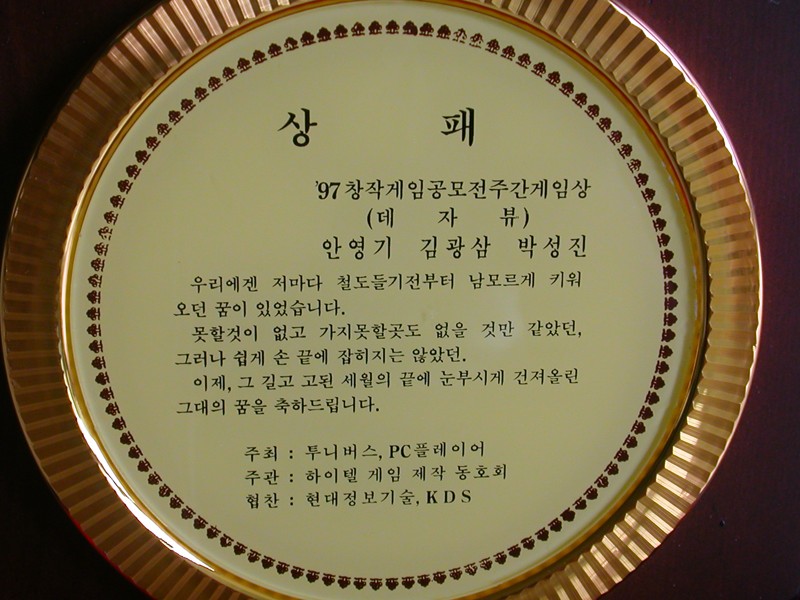 상 패
'97 창작게임공모전주간게임상
(데 자 뷰)
안영기 김광삼 박성진
우리에겐 저마다 철도들기전부터 남모르게 키워
오던 꿈이 있었습니다.
못할것이 없고 가지못할곳도 없을 것만 같았던,
그러나 쉽게 손 끝에 잡히지는 않았던.
이제, 그 길고 고된 세월의 끝에 눈부시게 건져올린
그대의 꿈을 축하드립니다.
주최 : 투니버스, PC플레이어
주관 : 하이텔 게임 제작 동호회
협찬 : 현대정보기술, KDS